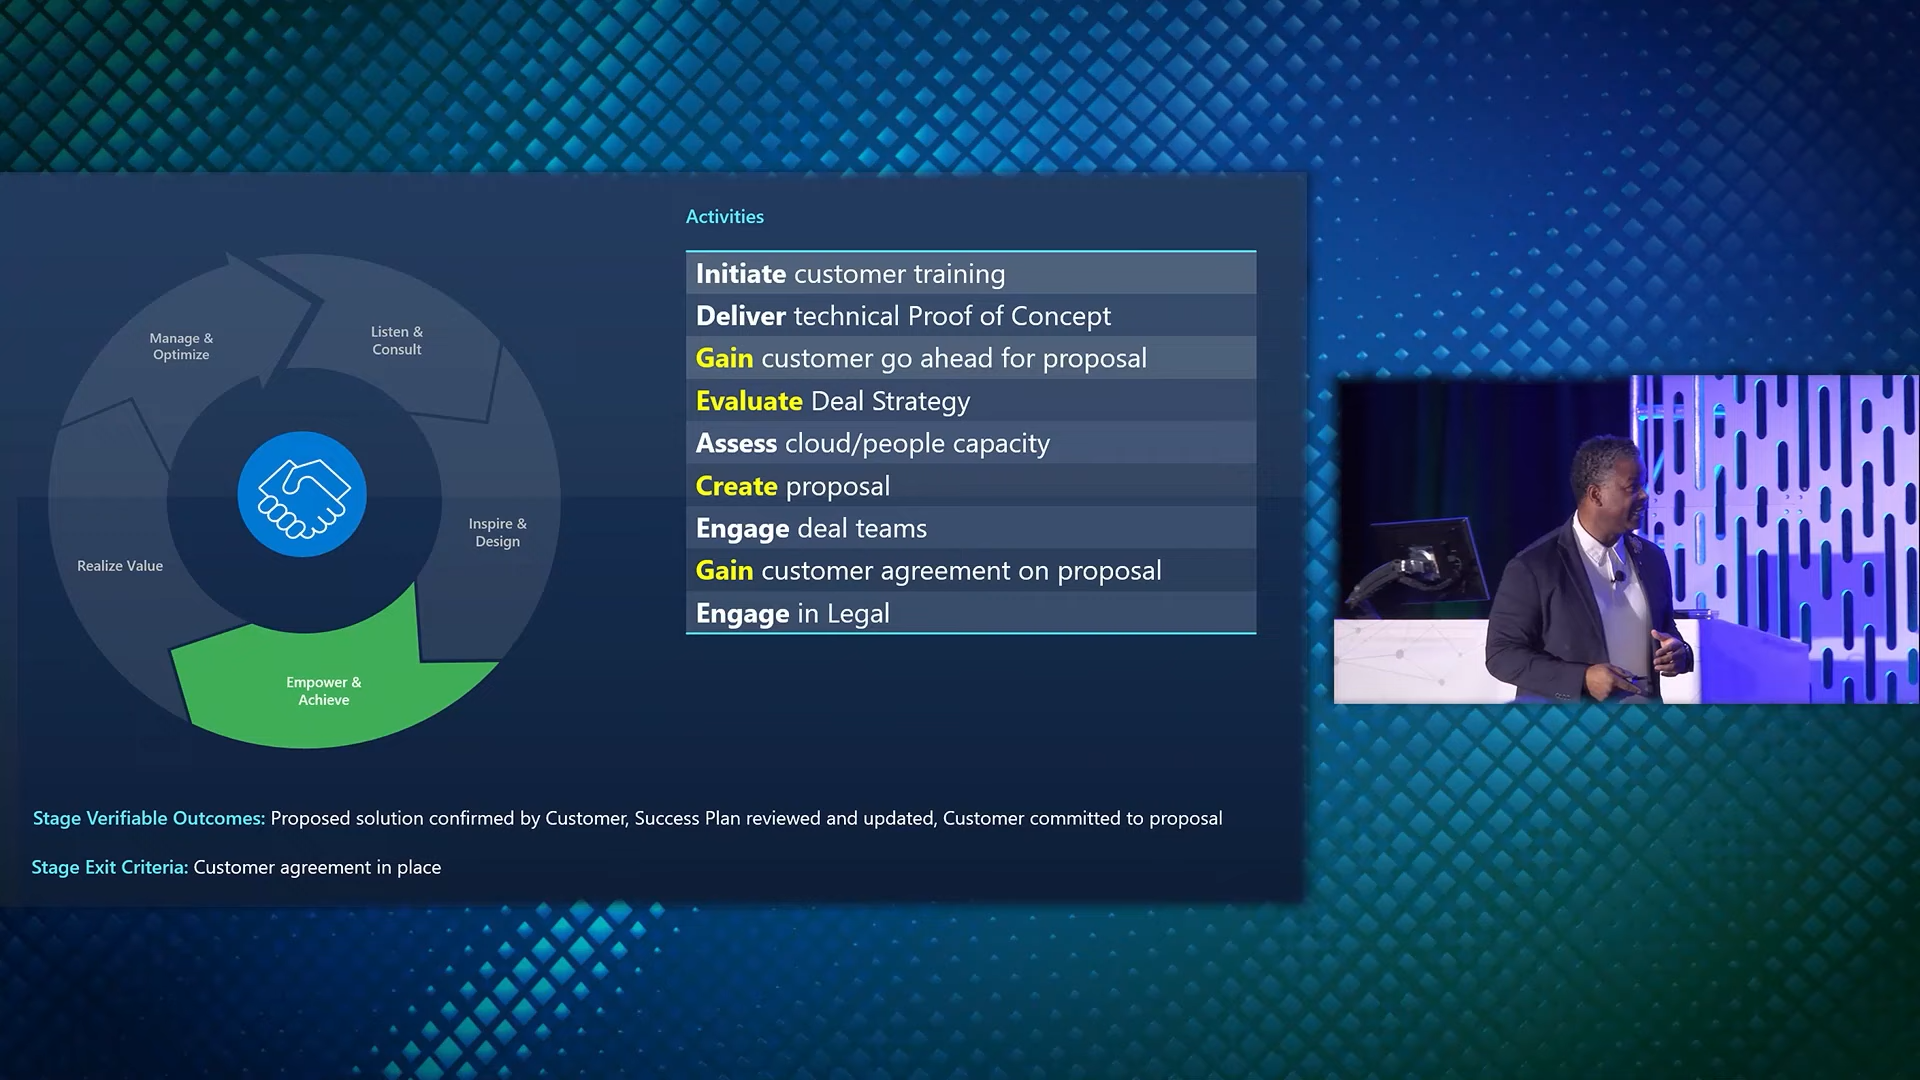 Activities
Initiate customer training
Deliver technical Proof of Concept
Gain customer go ahead for proposal
Evaluate Deal Strategy
Assess cloud/people capacity
Create proposal
Engage deal teams
Gain customer agreement on proposal
Engage in Legal
Manage &
Optimize
Listen &
Consult
Inspire &
Design
Realize Value
Empower &
Achieve
Stage Verifiable Outcomes: Proposed solution confirmed by Customer, Success Plan reviewed and updated, Customer committed to proposal
Stage Exit Criteria: Customer agreement in place